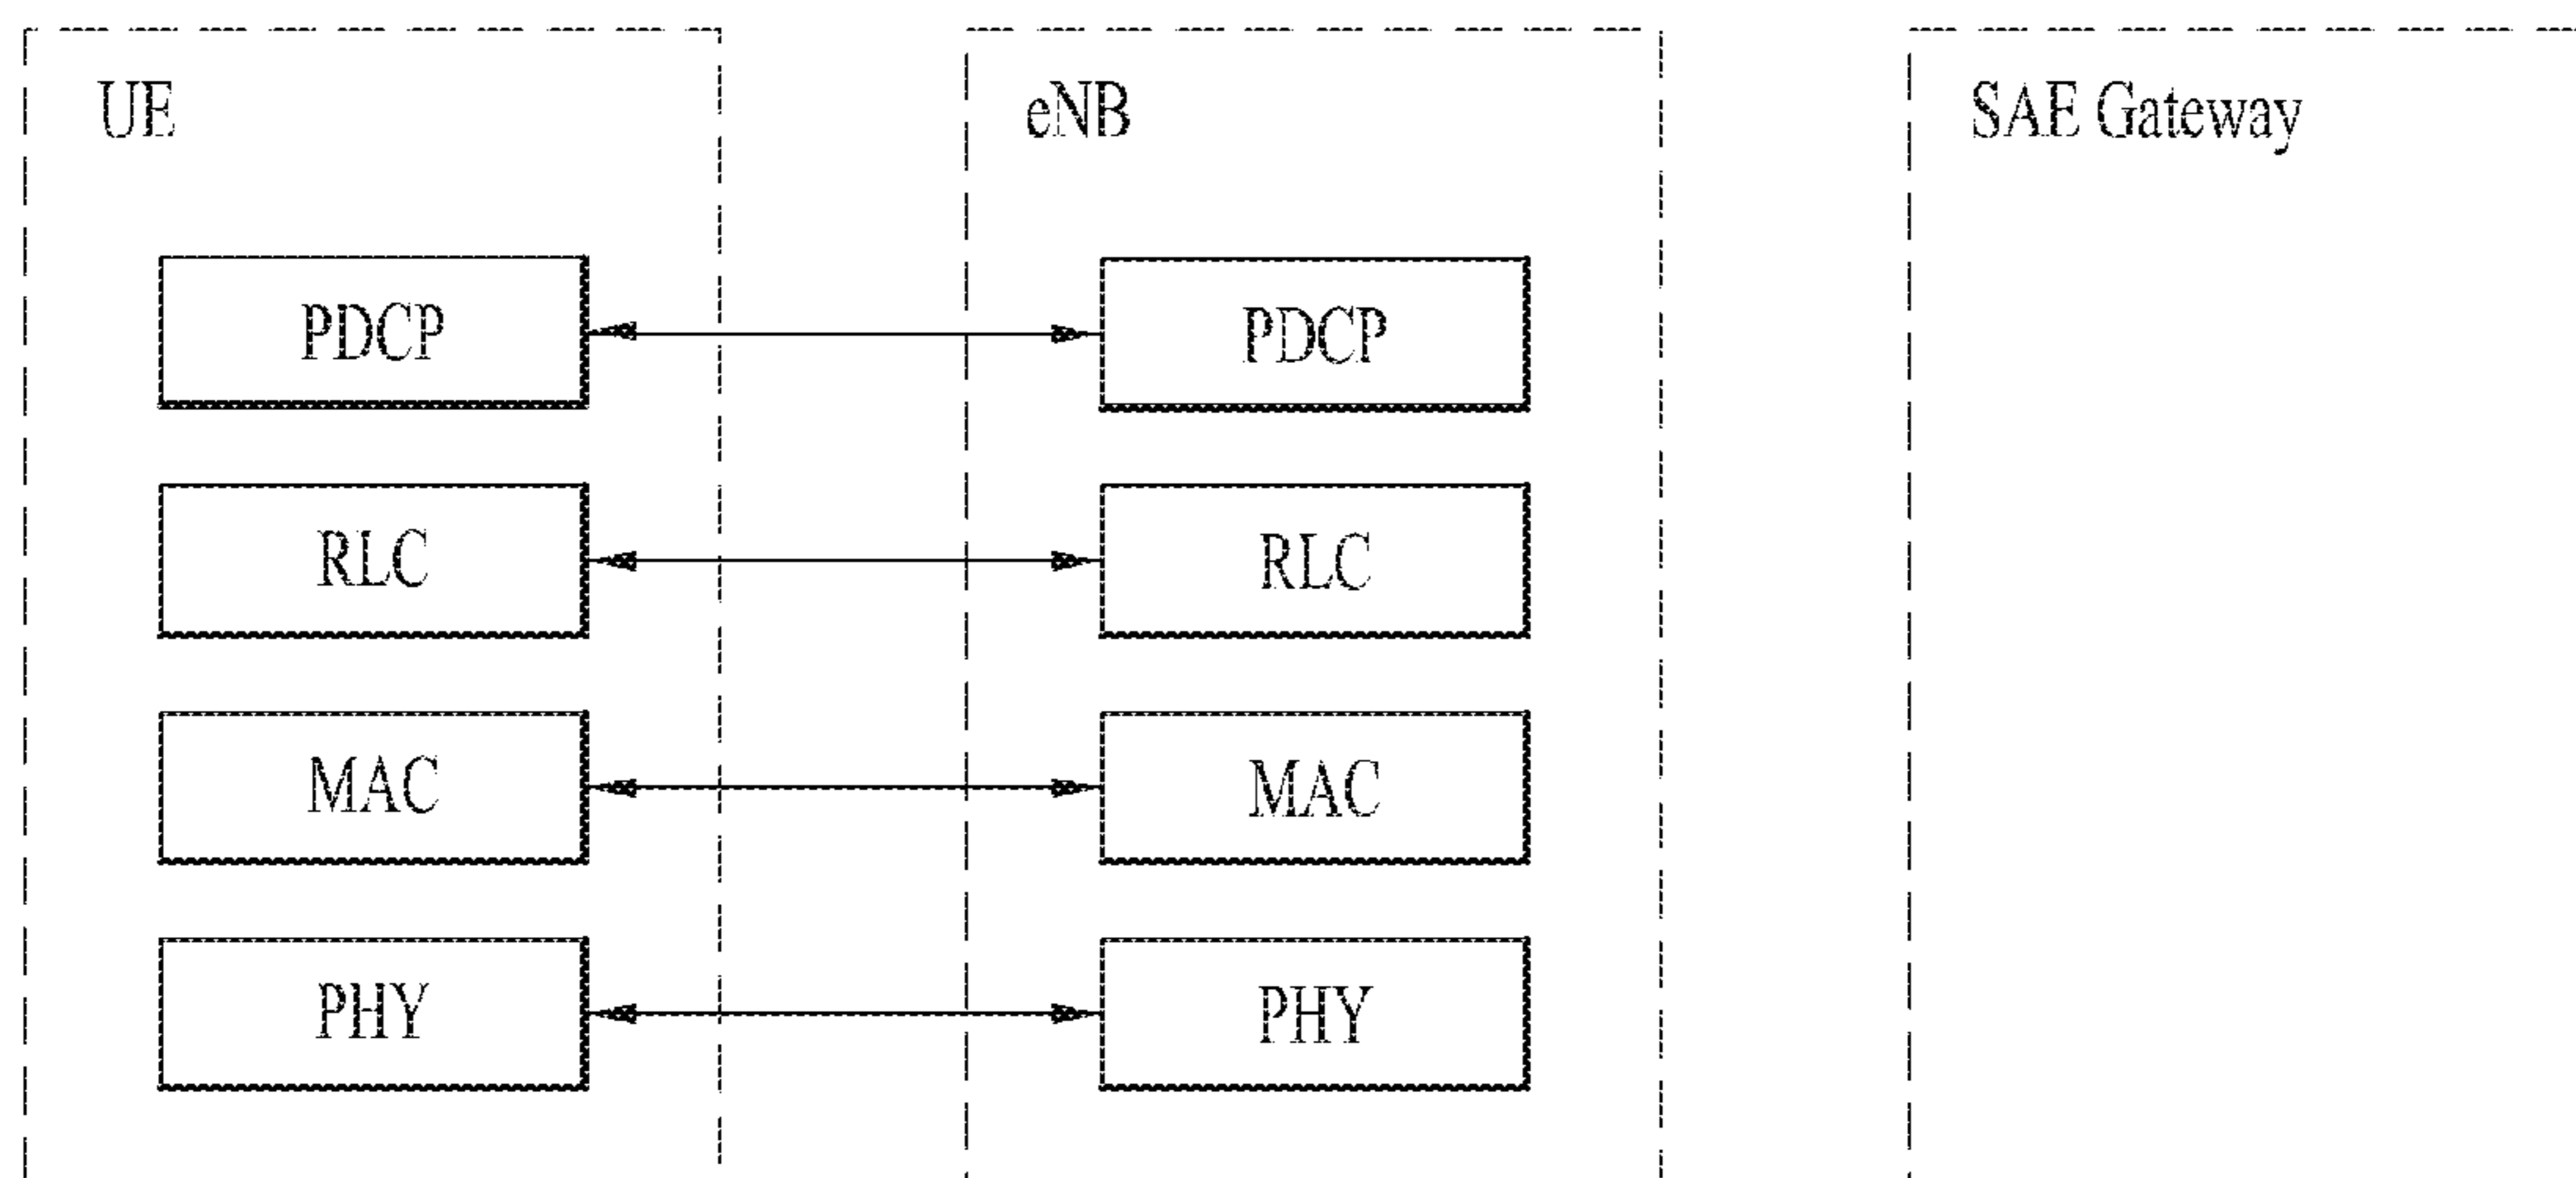 UE
eNB
SAE Gateway
PDCP
PDCP
RLC
RLC
MAC
MAC
PHY
PHY